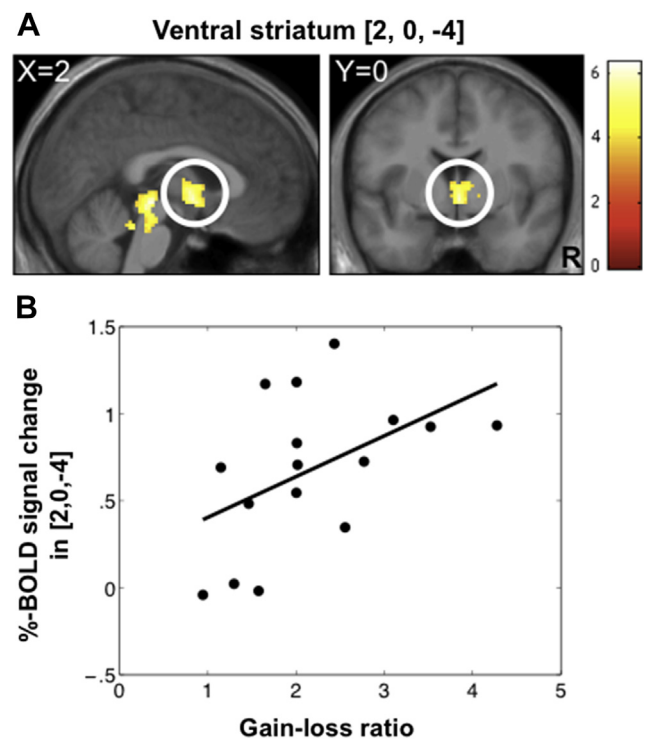 A
Ventral striatum [2, 0, -4]
X=2
Y=0
R
6
4
2
0
B
%-BOLD signal change
in [2,0,-4]
1.5
1
.5
0
-.5
0 1 2 3 4 5
Gain-loss ratio